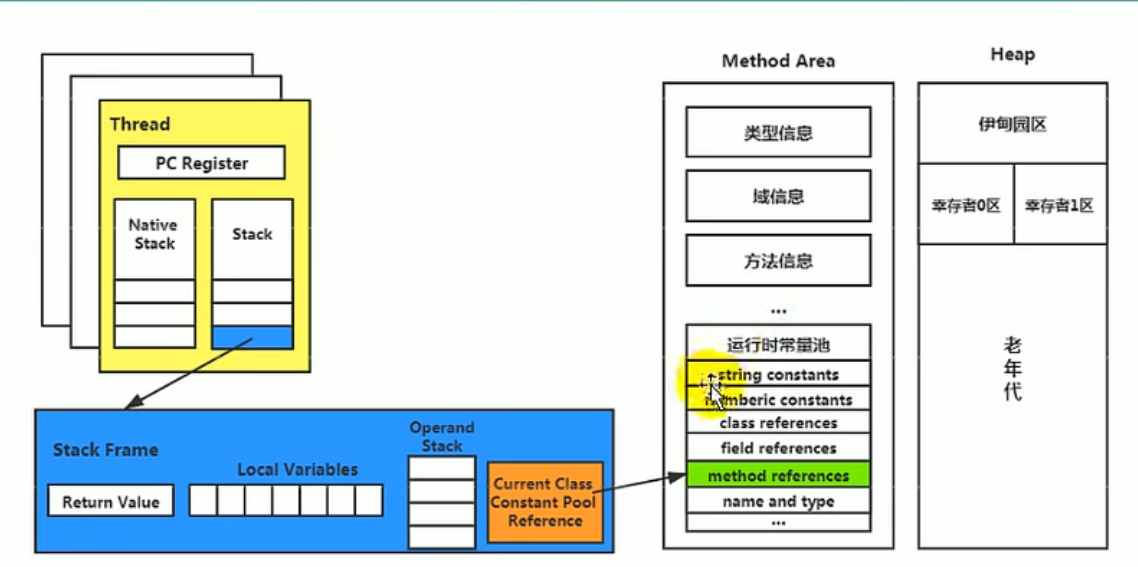 Thread
PC Register
Native
Stack
Stack
Stack Frame
Return Value
Local Variables
Operand
Stack
Current Class
Constant Pool
Reference
Method Area
类型信息
域信息
方法信息
...
运行时常量池
string constants
constants
class references
field references
method references
name and type
...
Heap
伊甸园区
幸存者0区
幸存者1区
老
年
代